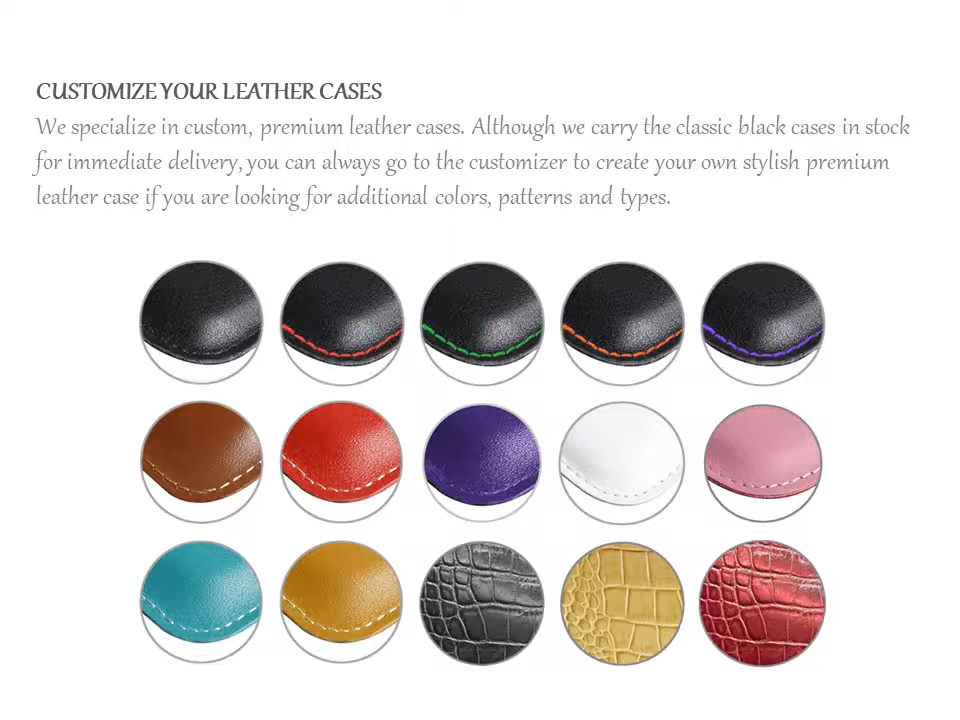 CUSTOMIZE YOUR LEATHER CASES
We specialize in custom, premium leather cases. Although we carry the classic black cases in stock
for immediate delivery, you can always go to the customizer to create your own stylish premium
leather case if you are looking for additional colors, patterns and types.